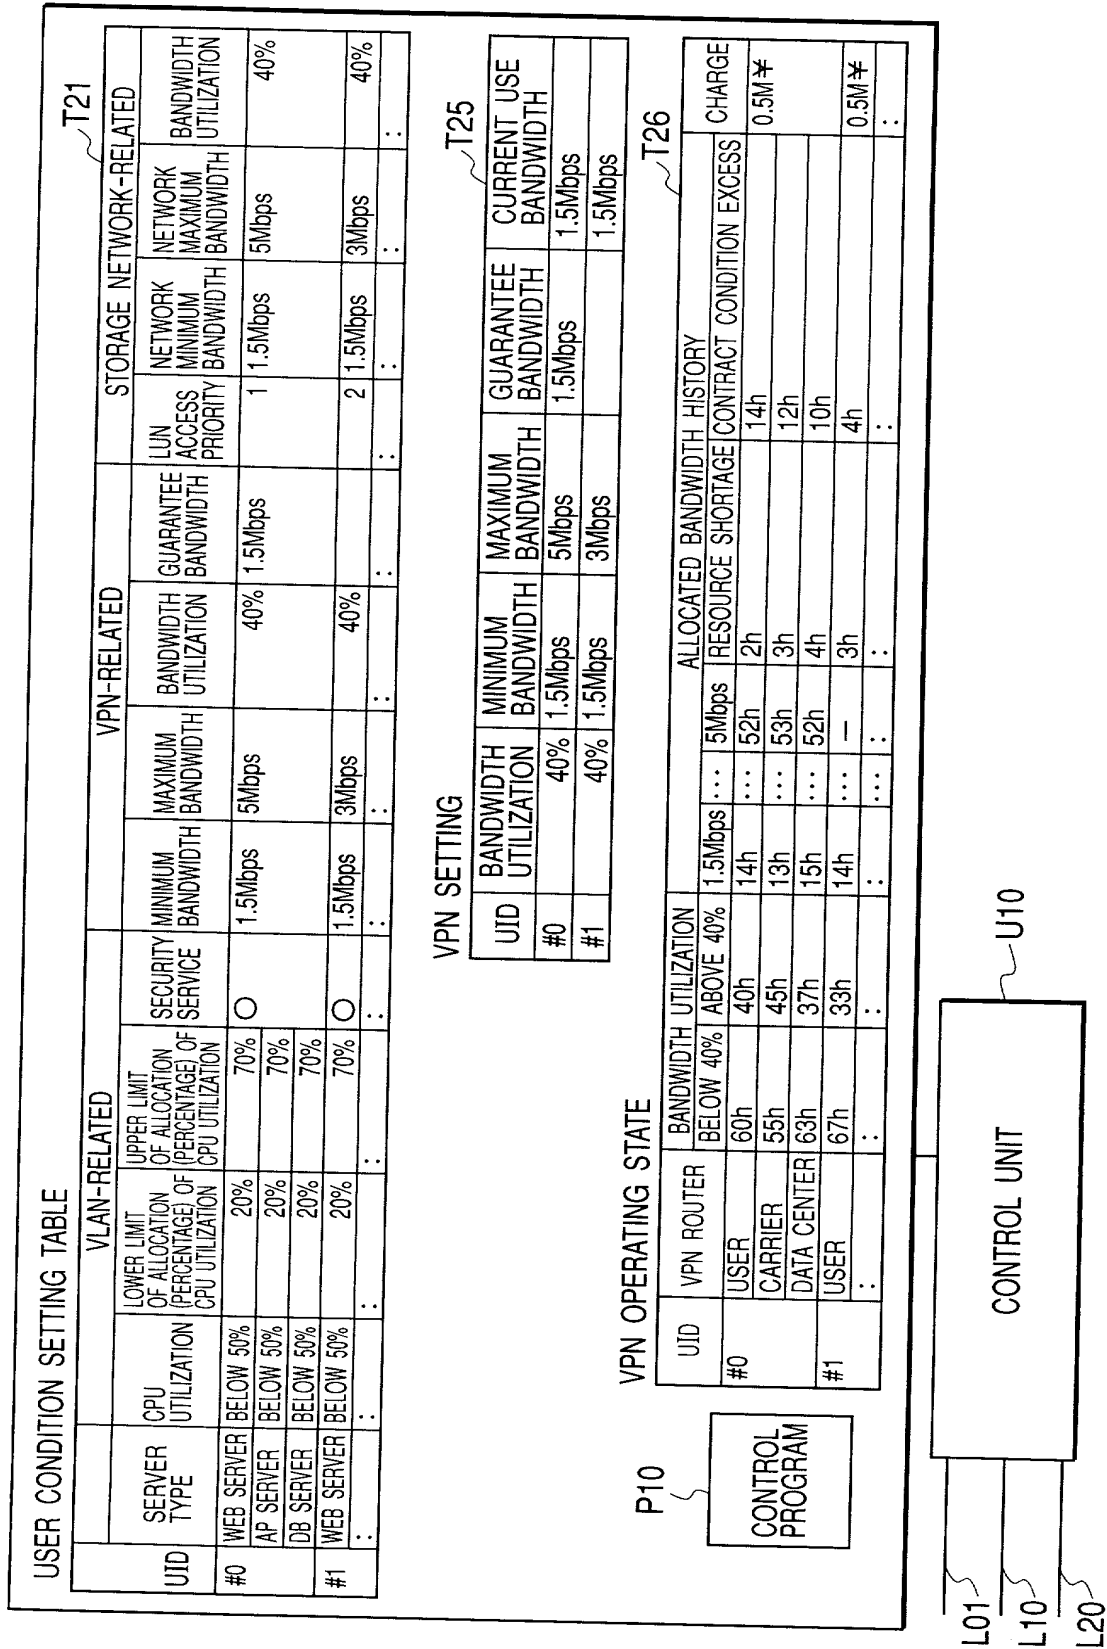 USER CONDITION SETTING TABLE
T21
UID
VLAN-RELATED
VPN-RELATED
STORAGE NETWORK-RELATED
SERVER TYPE
CPU UTILIZATION
LOWER LIMIT OF ALLOCATION (PERCENTAGE) OF CPU UTILIZATION
UPPER LIMIT OF ALLOCATION (PERCENTAGE) OF CPU UTILIZATION
SECURITY SERVICE
MINIMUM BANDWIDTH
MAXIMUM BANDWIDTH
BANDWIDTH UTILIZATION
GUARANTEE BANDWIDTH
LUN ACCESS PRIORITY
NETWORK MINIMUM BANDWIDTH
NETWORK MAXIMUM BANDWIDTH
BANDWIDTH UTILIZATION
#0 WEB SERVER BELOW 50% 20% 70% ○ 1.5Mbps 5Mbps 40% 1.5Mbps 1 1.5Mbps 5Mbps 40%
AP SERVER BELOW 50% 20% 70%
DB SERVER BELOW 50% 20% 70%
#1 WEB SERVER BELOW 50% 20% 70% ○ 1.5Mbps 3Mbps 40% 2 1.5Mbps 3Mbps 40%
: : : : : : : : : : : : :
VPN SETTING
T25
UID
BANDWIDTH UTILIZATION
MINIMUM BANDWIDTH
MAXIMUM BANDWIDTH
GUARANTEE BANDWIDTH
CURRENT USE BANDWIDTH
#0 40% 1.5Mbps 5Mbps 1.5Mbps 1.5Mbps
#1 40% 1.5Mbps 3Mbps 1.5Mbps
VPN OPERATING STATE
T26
UID VPN ROUTER BANDWIDTH UTILIZATION ALLOCATED BANDWIDTH HISTORY CHARGE
BELOW 40% ABOVE 40% 1.5Mbps ... 5Mbps RESOURCE SHORTAGE CONTRACT CONDITION EXCESS
#0 USER 60h 40h 14h ... 52h 2h 14h 0.5M¥
CARRIER 55h 45h 13h ... 53h 3h 12h
DATA CENTER 63h 37h 15h ... 52h 4h 10h
#1 USER 67h 33h 14h ... — 3h 4h 0.5M¥
: : : : ... : : : :
P10
CONTROL PROGRAM
CONTROL UNIT
U10
L01
L10
L20